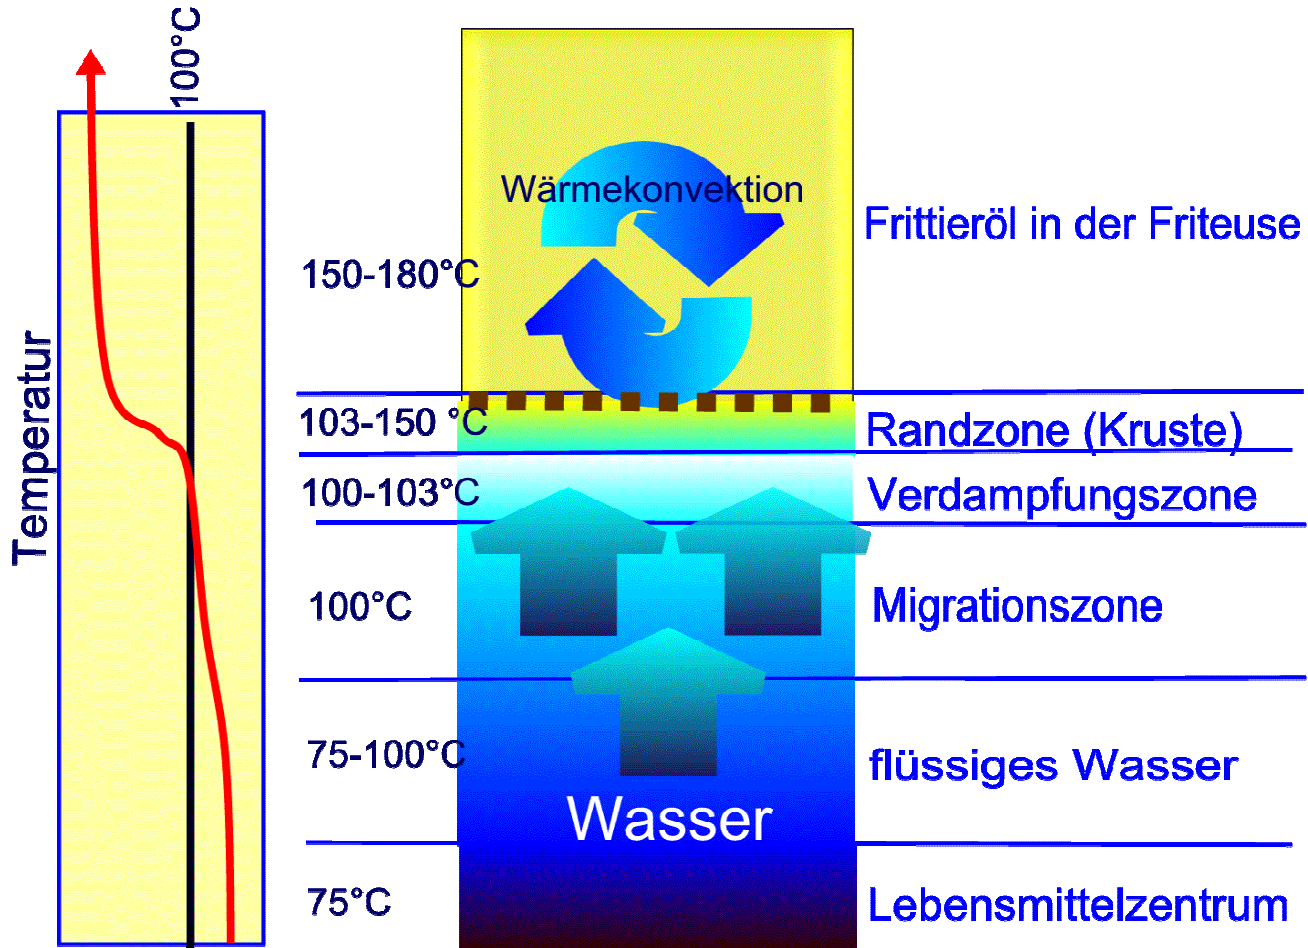 100°C
Temperatur
Wärmekonvektion
150-180°C
Frittieröl in der Friteuse
103-150 °C
Randzone (Kruste)
100-103°C
Verdampfungszone
100°C
Migrationszone
75-100°C
flüssiges Wasser
Wasser
75°C
Lebensmittelzentrum